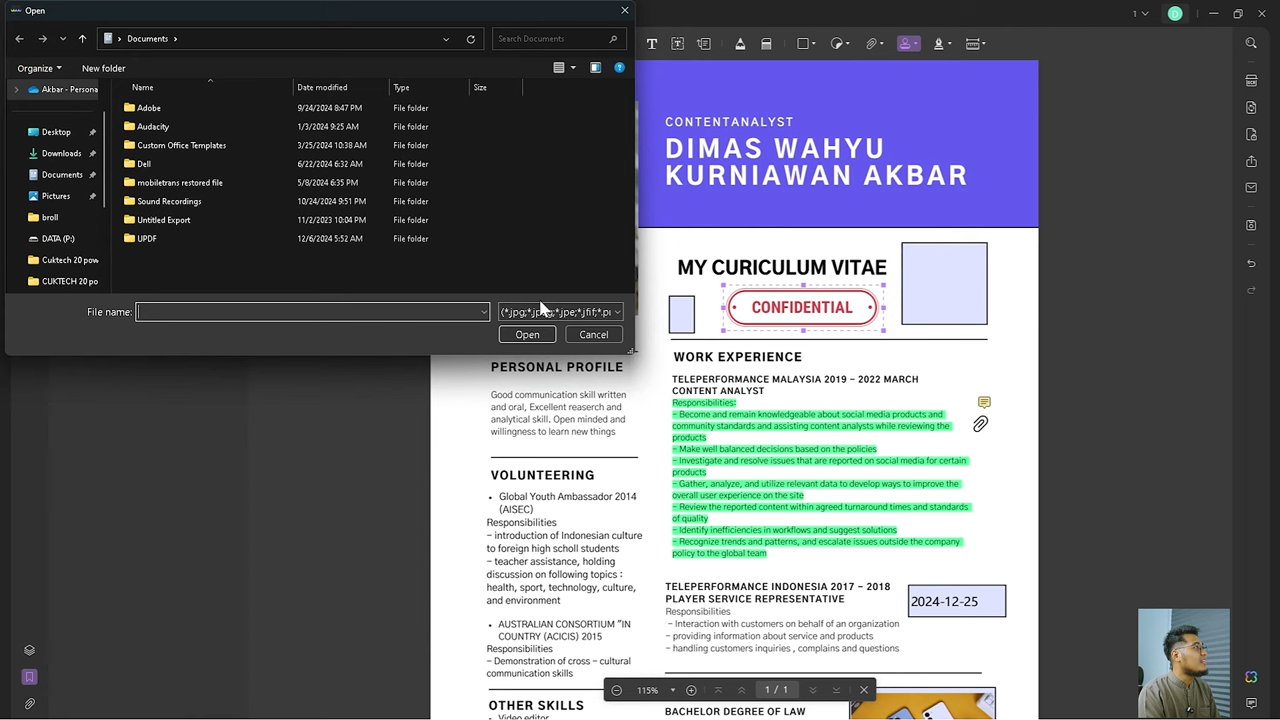 Open
1
D
Documents
Search Documents
Organize
New folder
Name
Date modified
Type
Size
Akbar - Persona
Desktop
Downloads
Documents
Pictures
broll
DATA (P:)
Cuktech 20 pow
CUKTECH 20 po
Adobe 9/24/2024 8:47 PM File folder
Audacity 1/3/2024 9:25 AM File folder
Custom Office Templates 3/25/2024 10:38 AM File folder
Dell 6/22/2024 6:32 AM File folder
mobiletrans restored file 5/8/2024 6:35 PM File folder
Sound Recordings 10/24/2024 9:51 PM File folder
Untitled Export 11/2/2023 10:04 PM File folder
UPDF 12/6/2024 5:52 AM File folder
File name:
Open
Cancel
CONTENTANALYST
DIMAS WAHYU
KURNIAWAN AKBAR
MY CURICULUM VITAE
CONFIDENTIAL
PERSONAL PROFILE
Good communication skill written
and oral, Excellent reaserch and
analytical skill. Open minded and
willingness to learn new things
VOLUNTEERING
• Global Youth Ambassador 2014
(AISEC)
Responsibilities
- introduction of Indonesian culture
to foreign high scholl students
- teacher assistance, holding
discussion on following topics :
health, sport, technology, culture,
and environment
• AUSTRALIAN CONSORTIUM "IN
COUNTRY (ACICIS) 2015
Responsibilities
- Demonstration of cross - cultural
communication skills
OTHER SKILLS
Video editor
WORK EXPERIENCE
TELEPERFORMANCE MALAYSIA 2019 - 2022 MARCH
CONTENT ANALYST
Responsibilities:
- Become and remain knowledgeable about social media products and
community standards and assisting content analysts while reviewing the
products
- Make well balanced decisions based on the policies
- Investigate and resolve issues that are reported on social media for certain
products
- Gather, analyze, and utilize relevant data to develop ways to improve the
overall user experience on the site
- Review the reported content within agreed turnaround times and standards
of quality
- Identify inefficiencies in workflows and suggest solutions
- Recognize trends and patterns, and escalate issues outside the company
policy to the global team
TELEPERFORMANCE INDONESIA 2017 - 2018
PLAYER SERVICE REPRESENTATIVE
Responsibilities
- Interaction with customers on behalf of an organization
- providing information about service and products
- handling customers inquiries , complains and questions
2024-12-25
BACHELOR DEGREE OF LAW
115%
1 / 1